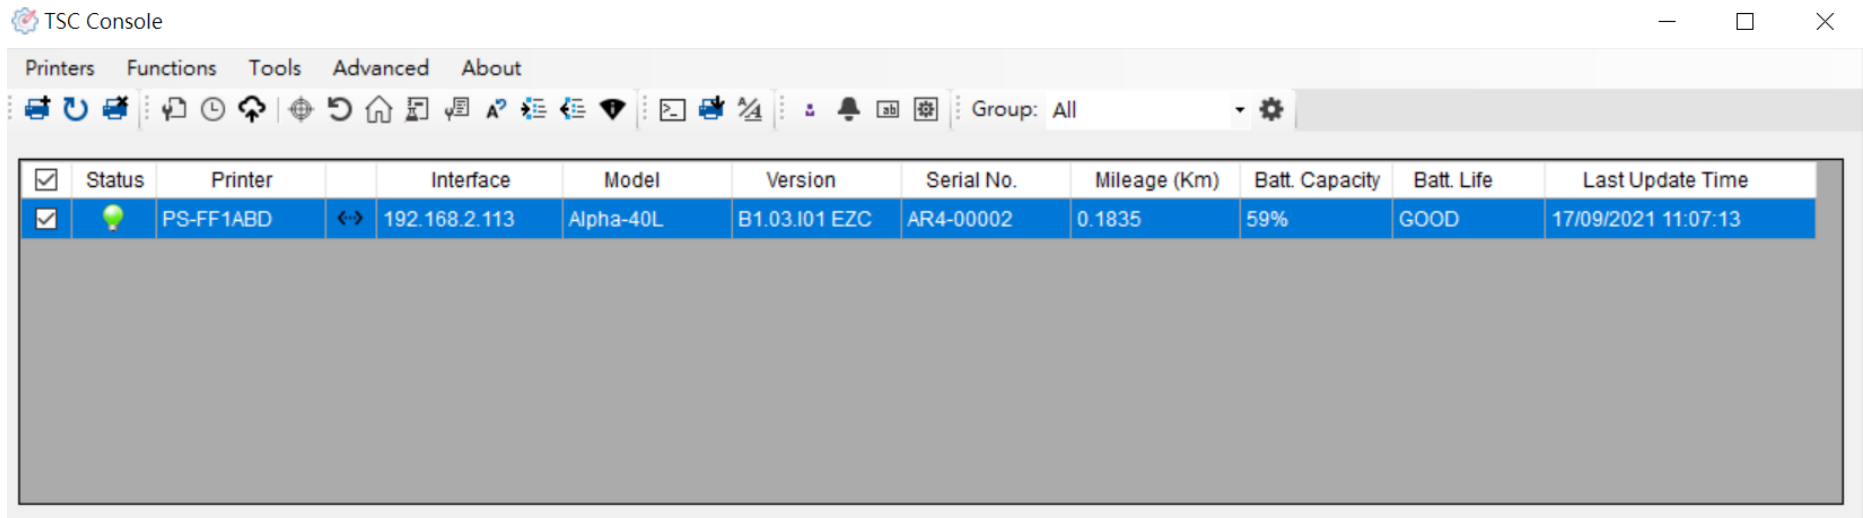 TSC Console
Printers Functions Tools Advanced About
Group: All
Status Printer Interface Model Version Serial No. Mileage (Km) Batt. Capacity Batt. Life Last Update Time
PS-FF1ABD 192.168.2.113 Alpha-40L B1.03.I01 EZC AR4-00002 0.1835 59% GOOD 17/09/2021 11:07:13